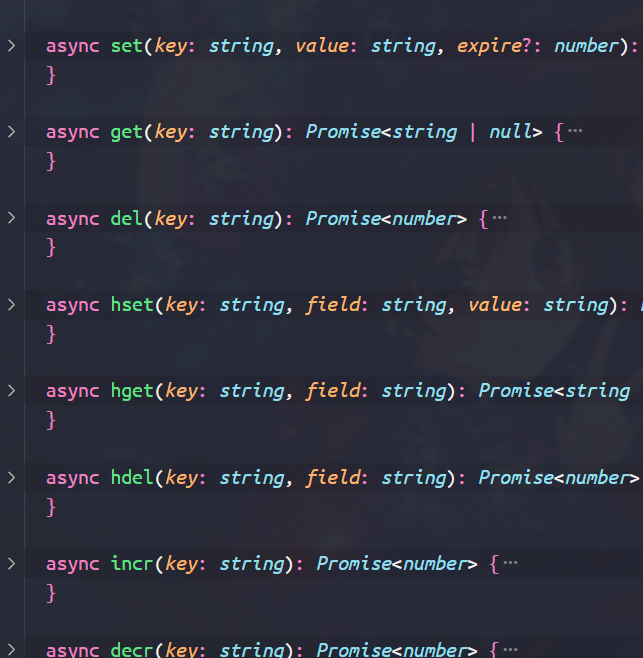 async set(key: string, value: string, expire?: number):
}
async get(key: string): Promise<string | null> {···
}
async del(key: string): Promise<number> {···
}
async hset(key: string, field: string, value: string):
}
async hget(key: string, field: string): Promise<string
}
async hdel(key: string, field: string): Promise<number>
}
async incr(key: string): Promise<number> {···
}
async decr(key: string): Promise<number> {···